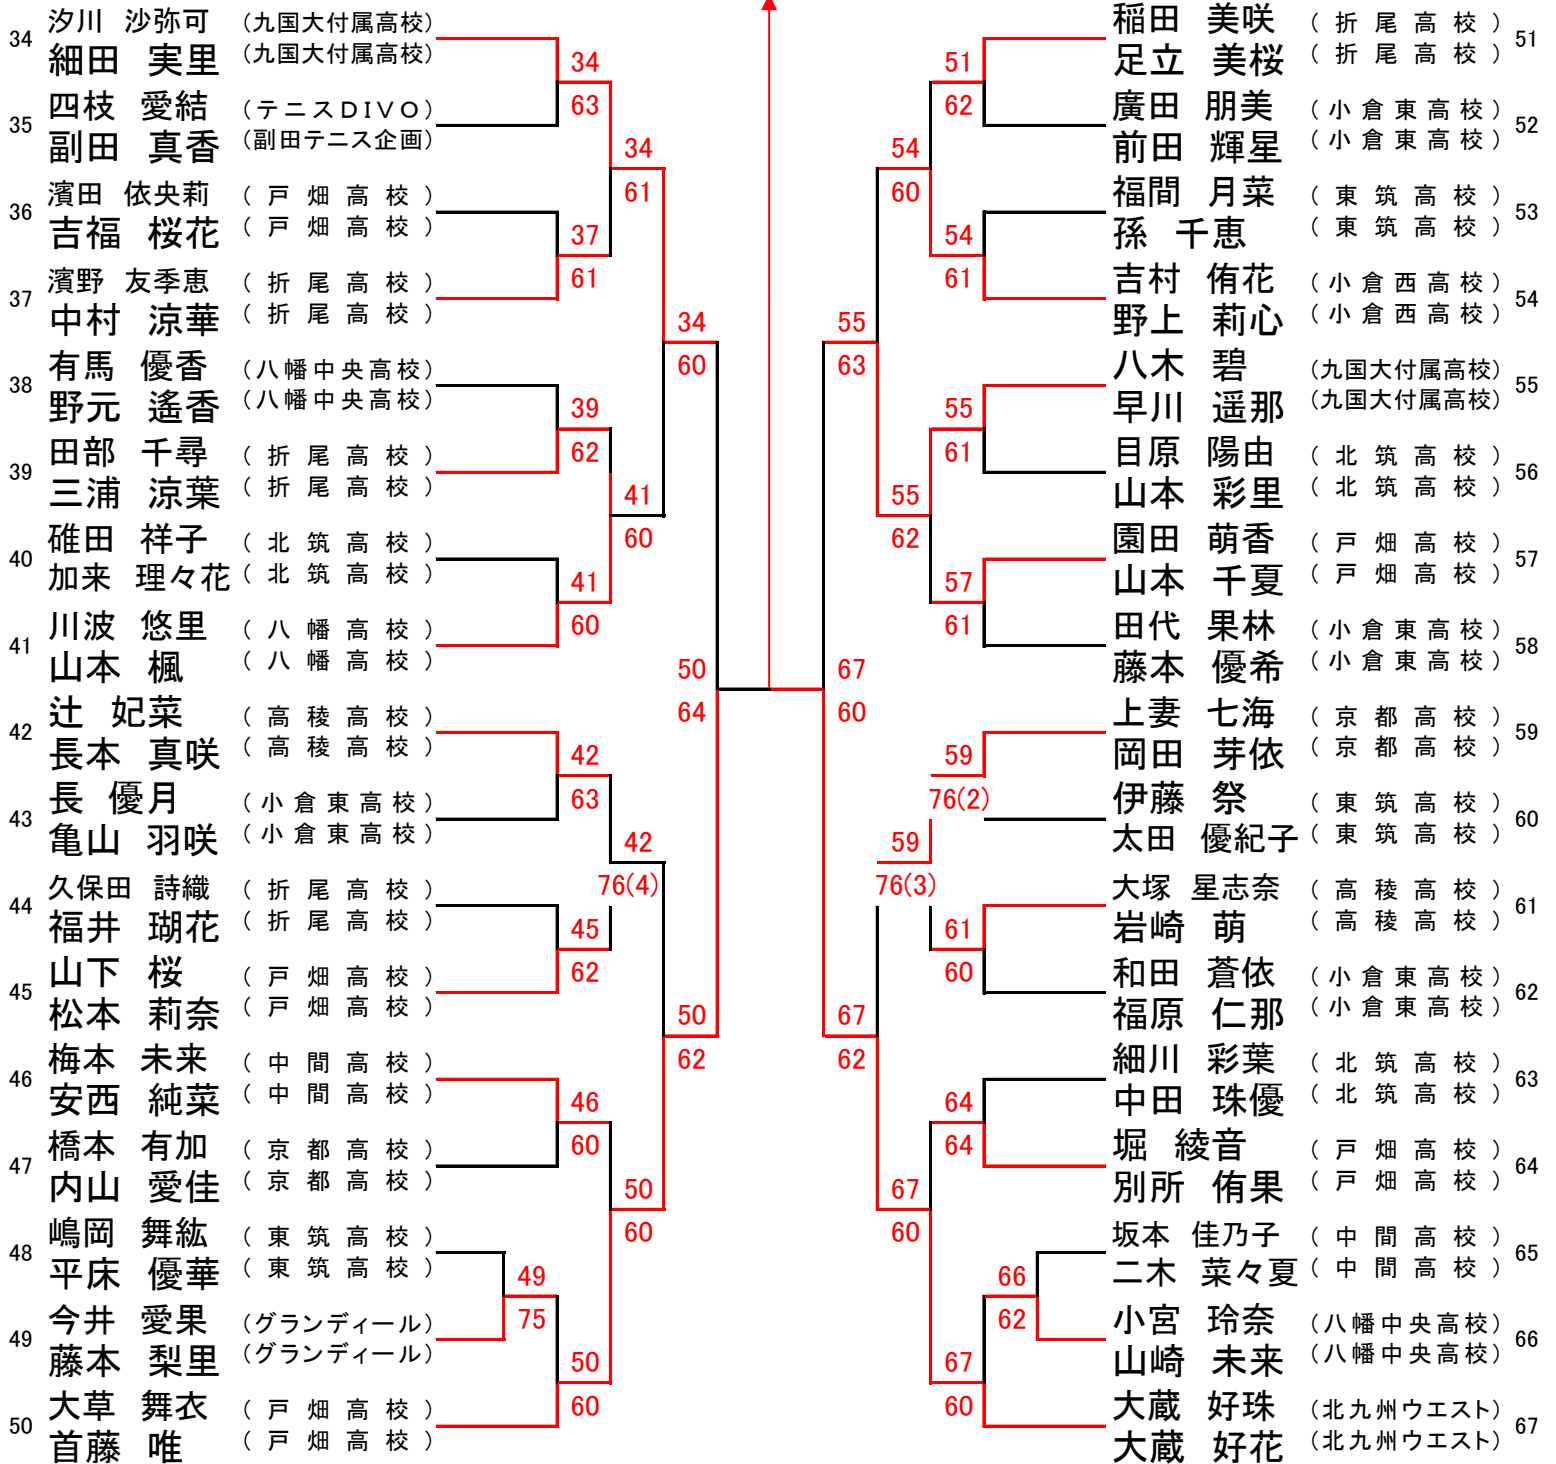 34 汐川 沙弥可 (九国大付属高校)
細田 実里 (九国大付属高校)
35 四枝 愛結 (テニスDIVO)
副田 真香 (副田テニス企画)
36 濱田 依央莉 (戸畑高校)
吉福 桜花 (戸畑高校)
37 濱野 友季恵 (折尾高校)
中村 涼華 (折尾高校)
38 有馬 優香 (八幡中央高校)
野元 遙香 (八幡中央高校)
39 田部 千尋 (折尾高校)
三浦 涼葉 (折尾高校)
40 碓田 祥子 (北筑高校)
加来 理々花 (北筑高校)
41 川波 悠里 (八幡高校)
山本 楓 (八幡高校)
42 辻 妃菜 (高稜高校)
長本 真咲 (高稜高校)
43 長 優月 (小倉東高校)
亀山 羽咲 (小倉東高校)
44 久保田 詩織 (折尾高校)
福井 瑚花 (折尾高校)
45 山下 桜 (戸畑高校)
松本 莉奈 (戸畑高校)
46 梅本 未来 (中間高校)
安西 純菜 (中間高校)
47 橋本 有加 (京都高校)
内山 愛佳 (京都高校)
48 嶋岡 舞紘 (東筑高校)
平床 優華 (東筑高校)
49 今井 愛果 (グランディール)
藤本 梨里 (グランディール)
50 大草 舞衣 (戸畑高校)
首藤 唯 (戸畑高校)
34
63
37
61
39
62
41
60
42
63
45
62
46
60
49
75
50
60
34
61
41
60
42
76(4)
50
60
34
60
50
62
50
64
67
60
55
63
67
62
54
60
55
62
59
76(3)
67
60
51
62
54
61
55
61
57
61
59
76(2)
61
60
64
64
66
62
67
60
稲田 美咲 (折尾高校) 51
足立 美桜 (折尾高校)
廣田 朋美 (小倉東高校) 52
前田 輝星 (小倉東高校)
福間 月菜 (東筑高校) 53
孫 千恵 (東筑高校)
吉村 侑花 (小倉西高校) 54
野上 莉心 (小倉西高校)
八木 碧 (九国大付属高校) 55
早川 遥那 (九国大付属高校)
目原 陽由 (北筑高校) 56
山本 彩里 (北筑高校)
園田 萌香 (戸畑高校) 57
山本 千夏 (戸畑高校)
田代 果林 (小倉東高校) 58
藤本 優希 (小倉東高校)
上妻 七海 (京都高校) 59
岡田 芽依 (京都高校)
伊藤 祭 (東筑高校) 60
太田 優紀子 (東筑高校)
大塚 星志奈 (高稜高校) 61
岩崎 萌 (高稜高校)
和田 蒼依 (小倉東高校) 62
福原 仁那 (小倉東高校)
細川 彩葉 (北筑高校) 63
中田 珠優 (北筑高校)
堀 綾音 (戸畑高校) 64
別所 侑果 (戸畑高校)
坂本 佳乃子 (中間高校) 65
二木 菜々夏 (中間高校)
小宮 玲奈 (八幡中央高校) 66
山崎 未来 (八幡中央高校)
大蔵 好珠 (北九州ウエスト) 67
大蔵 好花 (北九州ウエスト)